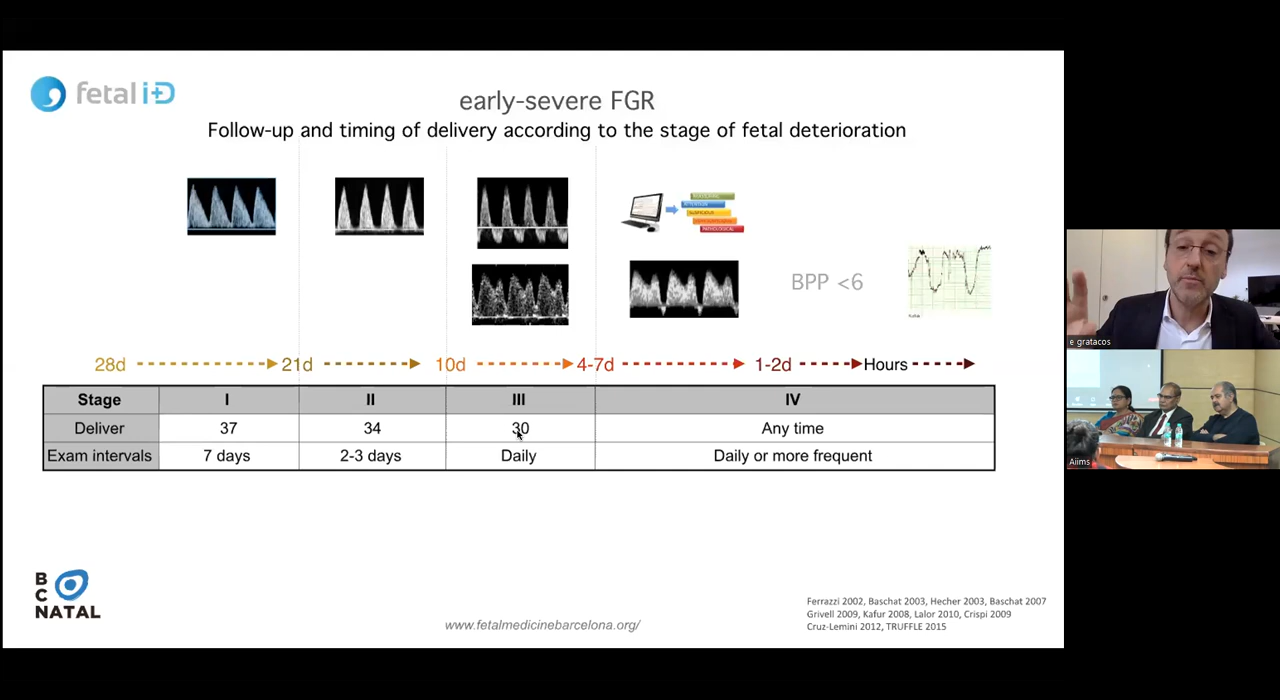 fetal i+D
early-severe FGR
Follow-up and timing of delivery according to the stage of fetal deterioration
BPP <6
28d 21d 10d 4-7d 1-2d Hours
Stage I II III IV
Deliver 37 34 30 Any time
Exam intervals 7 days 2-3 days Daily Daily or more frequent
B
C
NATAL
www.fetalmedicinebarcelona.org/
Ferrazzi 2002, Baschat 2003, Hecher 2003, Baschat 2007
Grivell 2009, Kafur 2008, Lalor 2010, Crispi 2009
Cruz-Lemini 2012, TRUFFLE 2015
e gratacos
Aiims